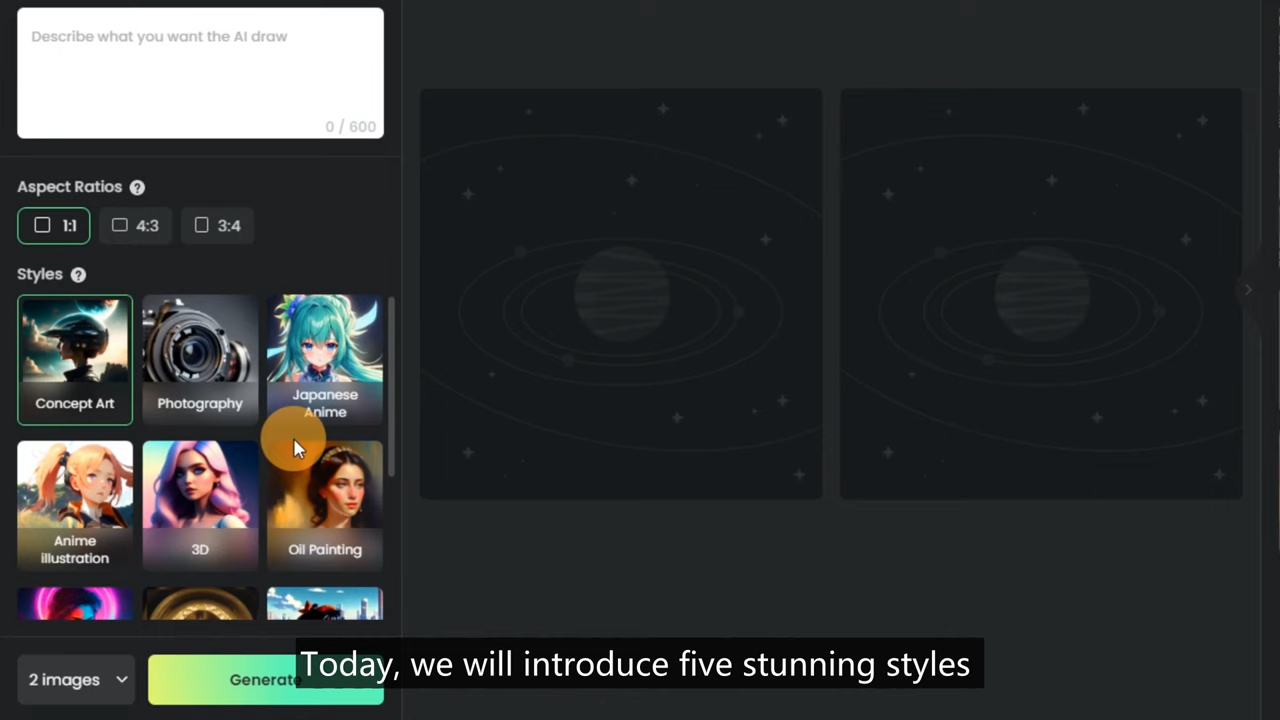 Describe what you want the AI draw
0 / 600
Aspect Ratios ?
1:1 4:3 3:4
Styles ?
Concept Art
Photography
Japanese
Anime
Anime
illustration
3D
Oil Painting
2 images
Generate
Today, we will introduce five stunning styles